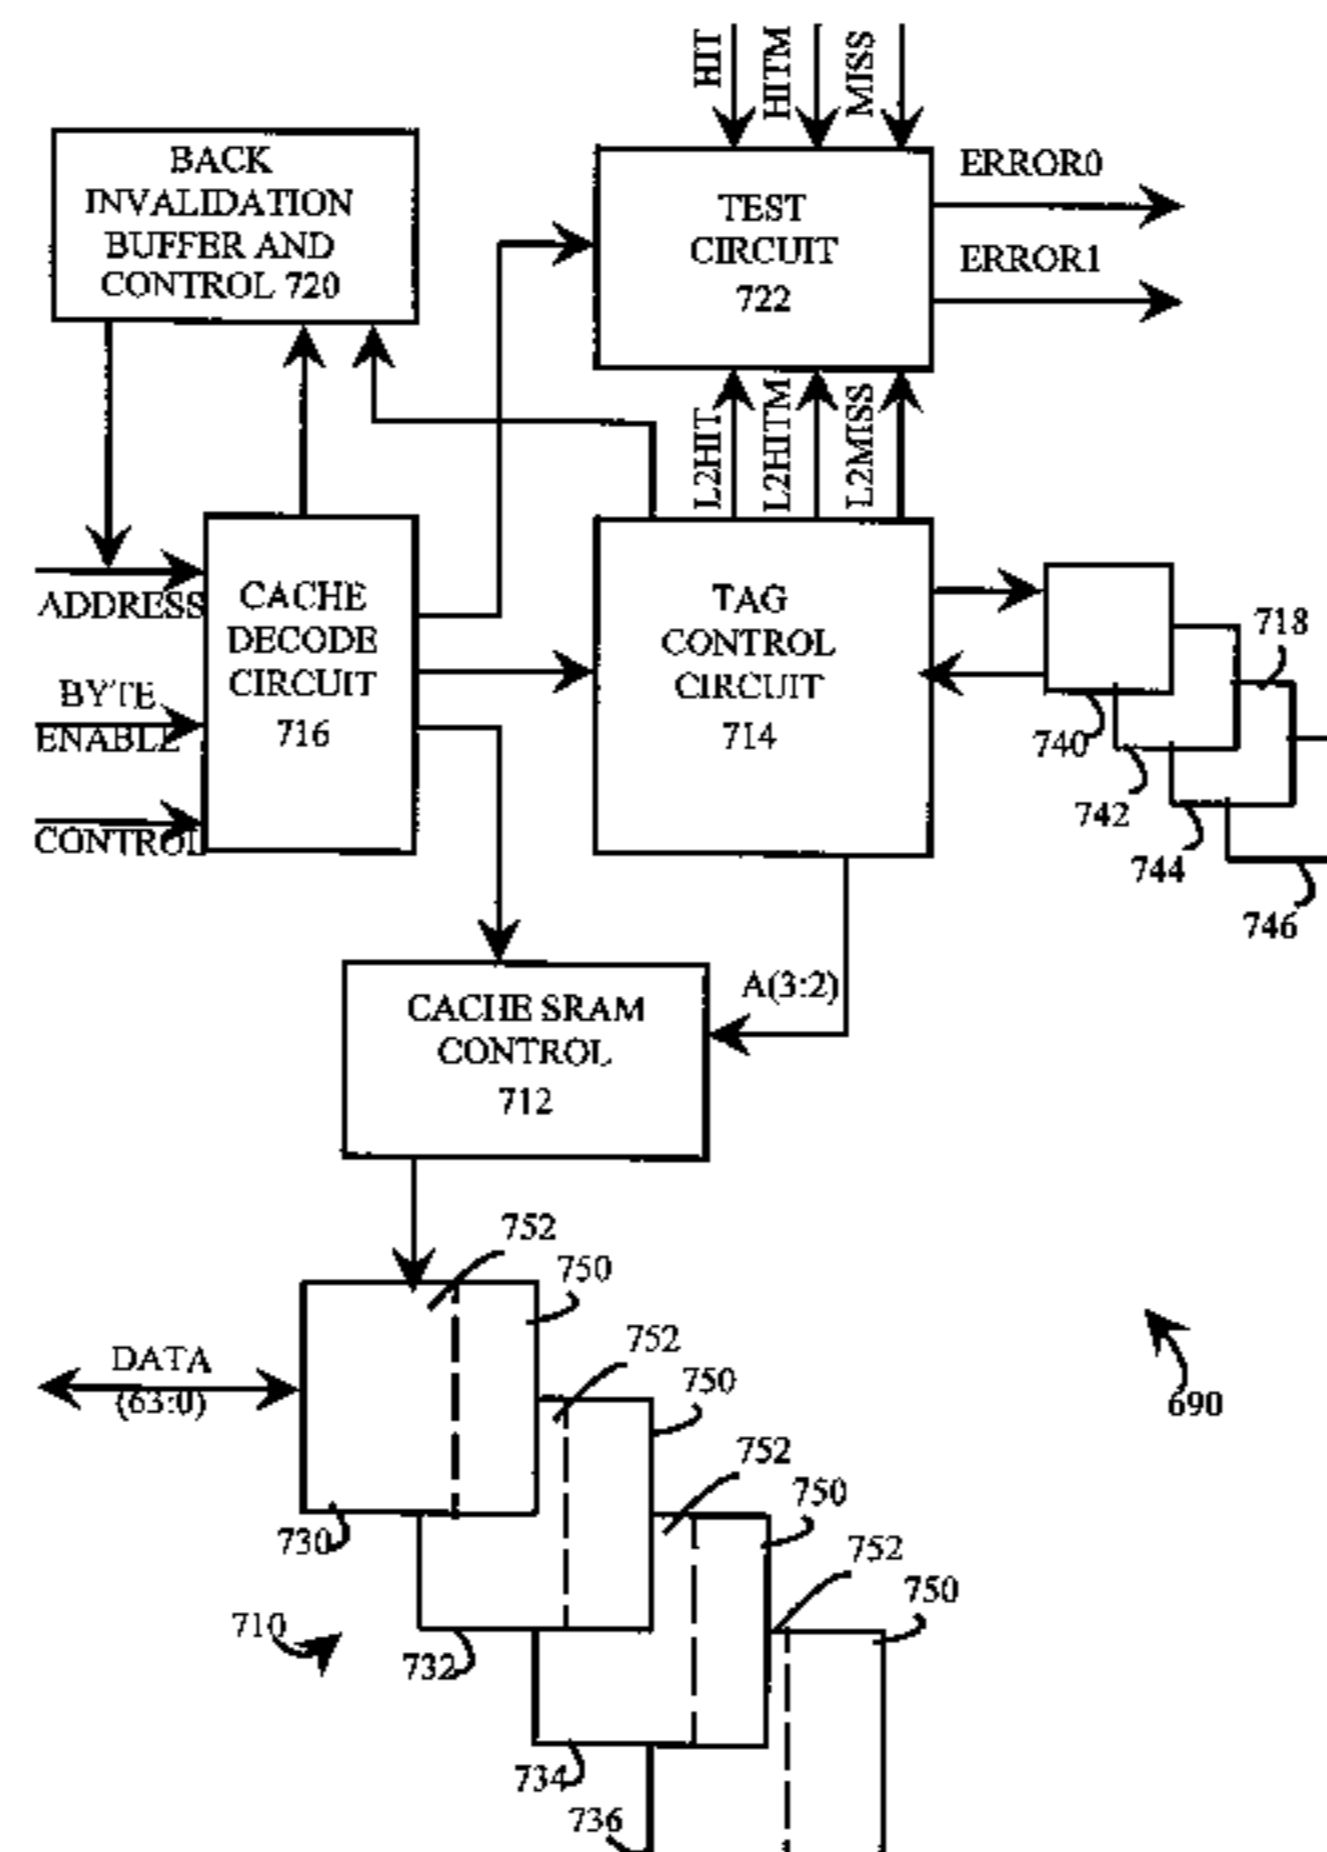 HIT
HITM
MISS
BACK
INVALIDATION
BUFFER AND
CONTROL 720
TEST
CIRCUIT
722
ERROR0
ERROR1
L2HIT
L2HITM
L2MISS
ADDRESS
BYTE
ENABLE
CONTROL
CACHE
DECODE
CIRCUIT
716
TAG
CONTROL
CIRCUIT
714
718
740
742
744
746
A(3:2)
CACHE SRAM
CONTROL
712
752
750
DATA
(63:0)
752
750
690
752
750
730
752
750
710
732
734
736